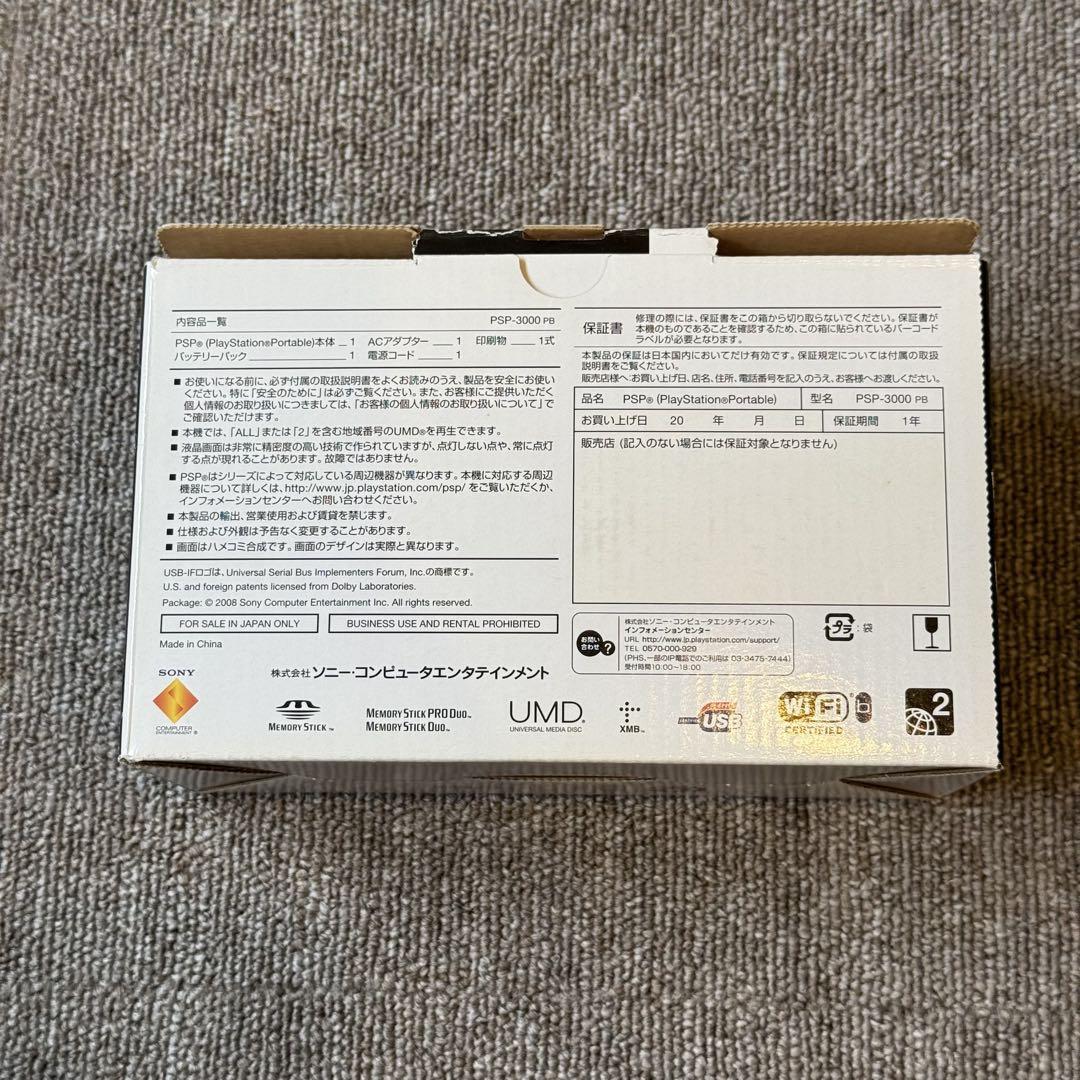 内容品一覧 PSP-3000 PB
PSP® (PlayStation®Portable)本体 1 ACアダプター 1 印刷物 1式
バッテリーパック 1 電源コード 1
■ お使いになる前に、必ず付属の取扱説明書をよくお読みのうえ、製品を安全にお使い
ください。特に「安全のために」は必ずご覧ください。また、お客様にご提供いただく
個人情報のお取り扱いにつきましては、「お客様の個人情報のお取り扱いについて」で
ご確認いただけます。
■ 本機では、「ALL」または「2」を含む地域番号のUMD®を再生できます。
■ 液晶画面は非常に精密度の高い技術で作られていますが、点灯しない点や、常に点灯
する点が現れることがあります。故障ではありません。
■ PSP®はシリーズによって対応している周辺機器が異なります。本機に対応する周辺
機器について詳しくは、http://www.jp.playstation.com/psp/ をご覧いただくか、
インフォメーションセンターへお問い合わせください。
■ 本製品の輸出、営業使用および賃貸を禁じます。
■ 仕様および外観は予告なく変更することがあります。
■ 画面はハメコミ合成です。画面のデザインは実際と異なります。
USB-IFロゴは、Universal Serial Bus Implementers Forum, Inc.の商標です。
U.S. and foreign patents licensed from Dolby Laboratories.
Package: © 2008 Sony Computer Entertainment Inc. All rights reserved.
FOR SALE IN JAPAN ONLY BUSINESS USE AND RENTAL PROHIBITED
Made in China
保証書
修理の際には、保証書をこの箱から切り取らないでください。保証書が
本機のものであることを確認するため、この箱に貼られているバーコード
ラベルが必要となります。
本製品の保証は日本国内においてだけ有効です。保証規定については付属の取扱
説明書をご覧ください。
販売店様へ:お買い上げ日、店名、住所、電話番号を記入のうえ、お客様へお渡しください。
品名 PSP® (PlayStation®Portable) 型名 PSP-3000 PB
お買い上げ日 20 年 月 日 保証期間 1年
販売店 (記入のない場合には保証対象となりません)
お問い
合わせ ?
株式会社ソニー・コンピュータエンタテインメント
インフォメーションセンター
URL http://www.jp.playstation.com/support/
TEL 0570-000-929
(PHS、一部のIP電話でのご利用は 03-3475-7444)
受付時間10:00~18:00
プラ : 袋
SONY
COMPUTER
ENTERTAINMENT®
株式会社 ソニー・コンピュータエンタテインメント
MEMORY STICK™
MEMORY STICK PRO DUO™
MEMORY STICK DUO™
UMD®
UNIVERSAL MEDIA DISC
XMB™
USB
Wi Fi® b
CERTIFIED
2